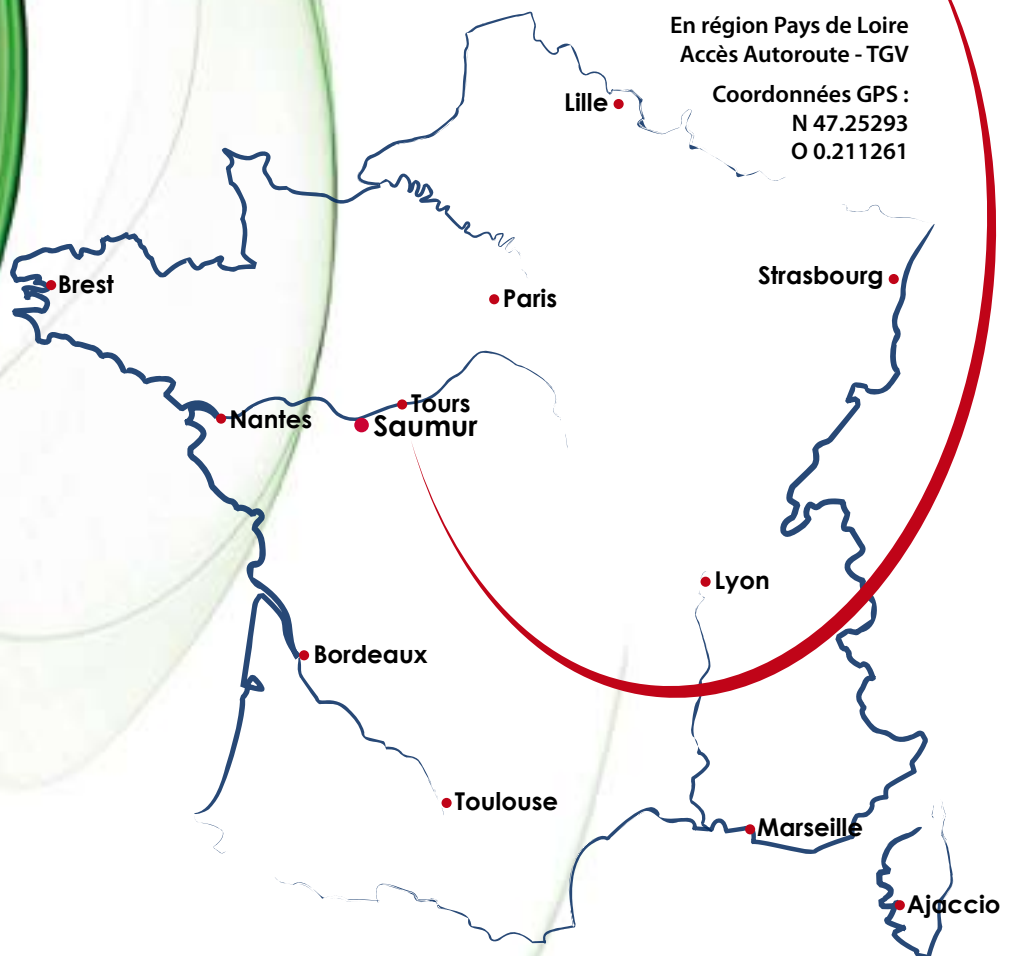 En région Pays de Loire
Accès Autoroute - TGV
Coordonnées GPS :
N 47.25293
O 0.211261
Lille
Strasbourg
Brest
Paris
Tours
Nantes
Saumur
Lyon
Bordeaux
Toulouse
Marseille
Ajaccio